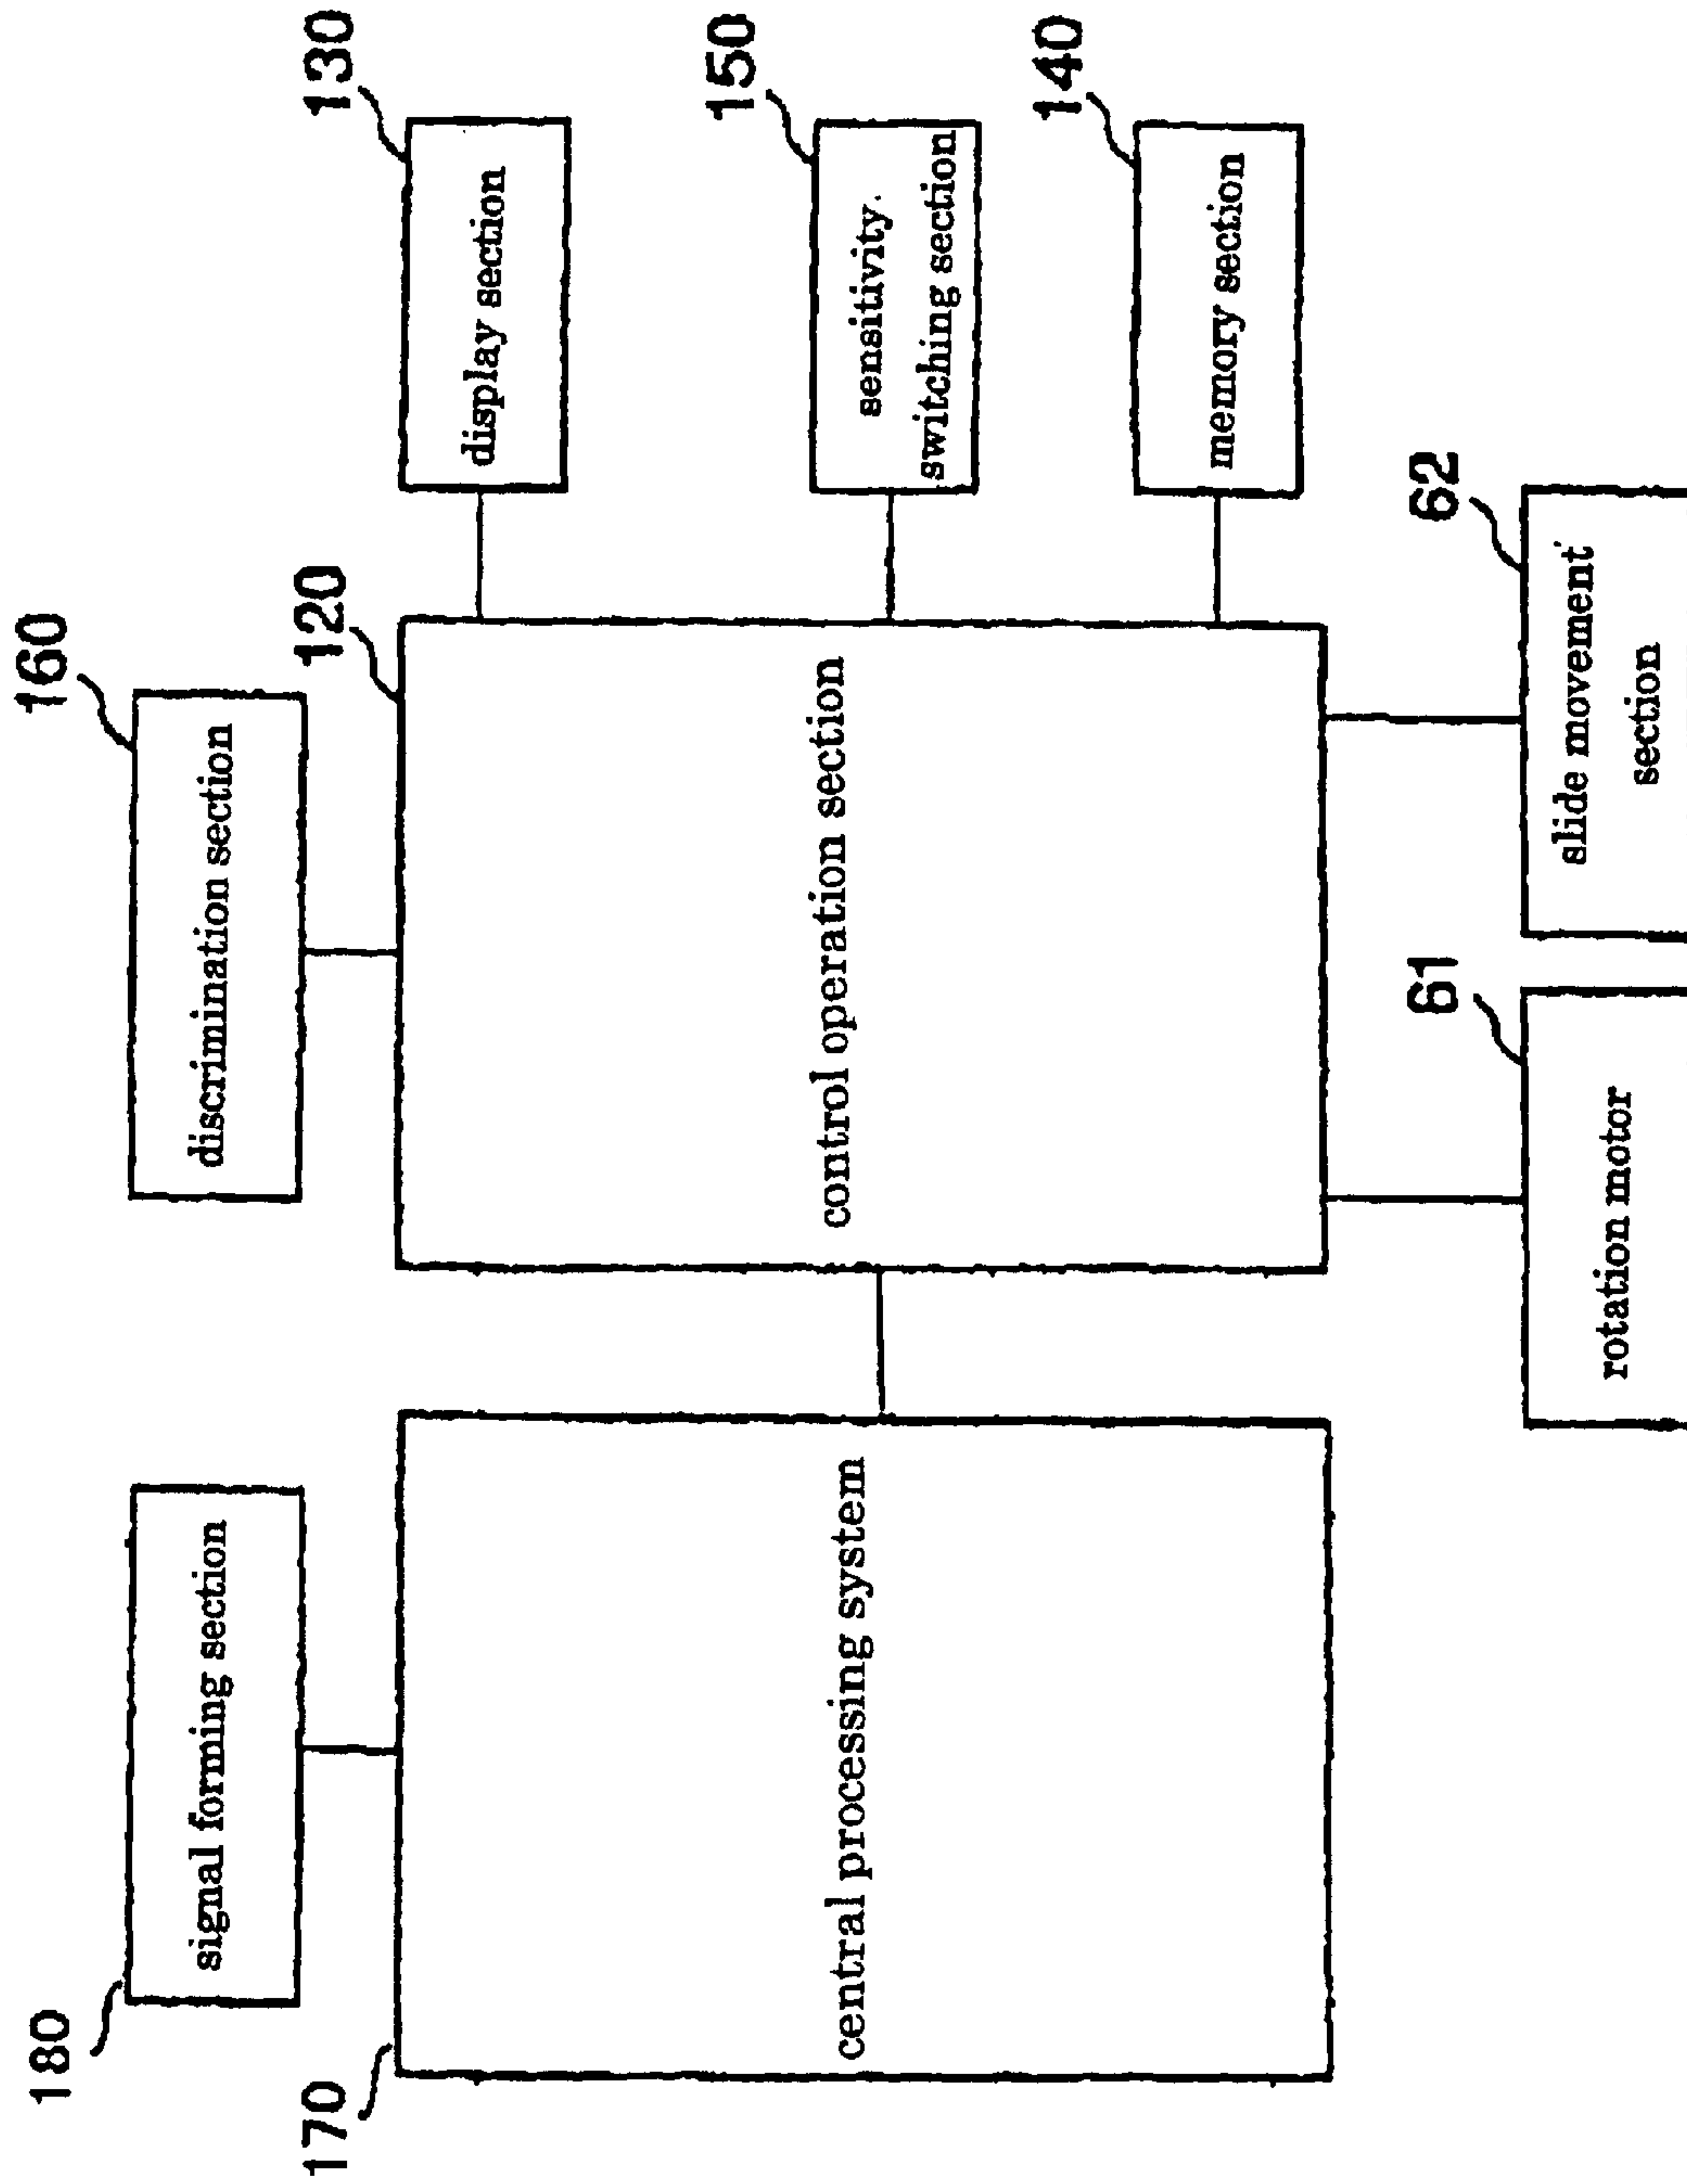 180
signal forming section
160
discrimination section
170
central processing system
120
control operation section
130
display section
150
sensitivity
switching section
140
memory section
61
rotation motor
62
slide movement
section